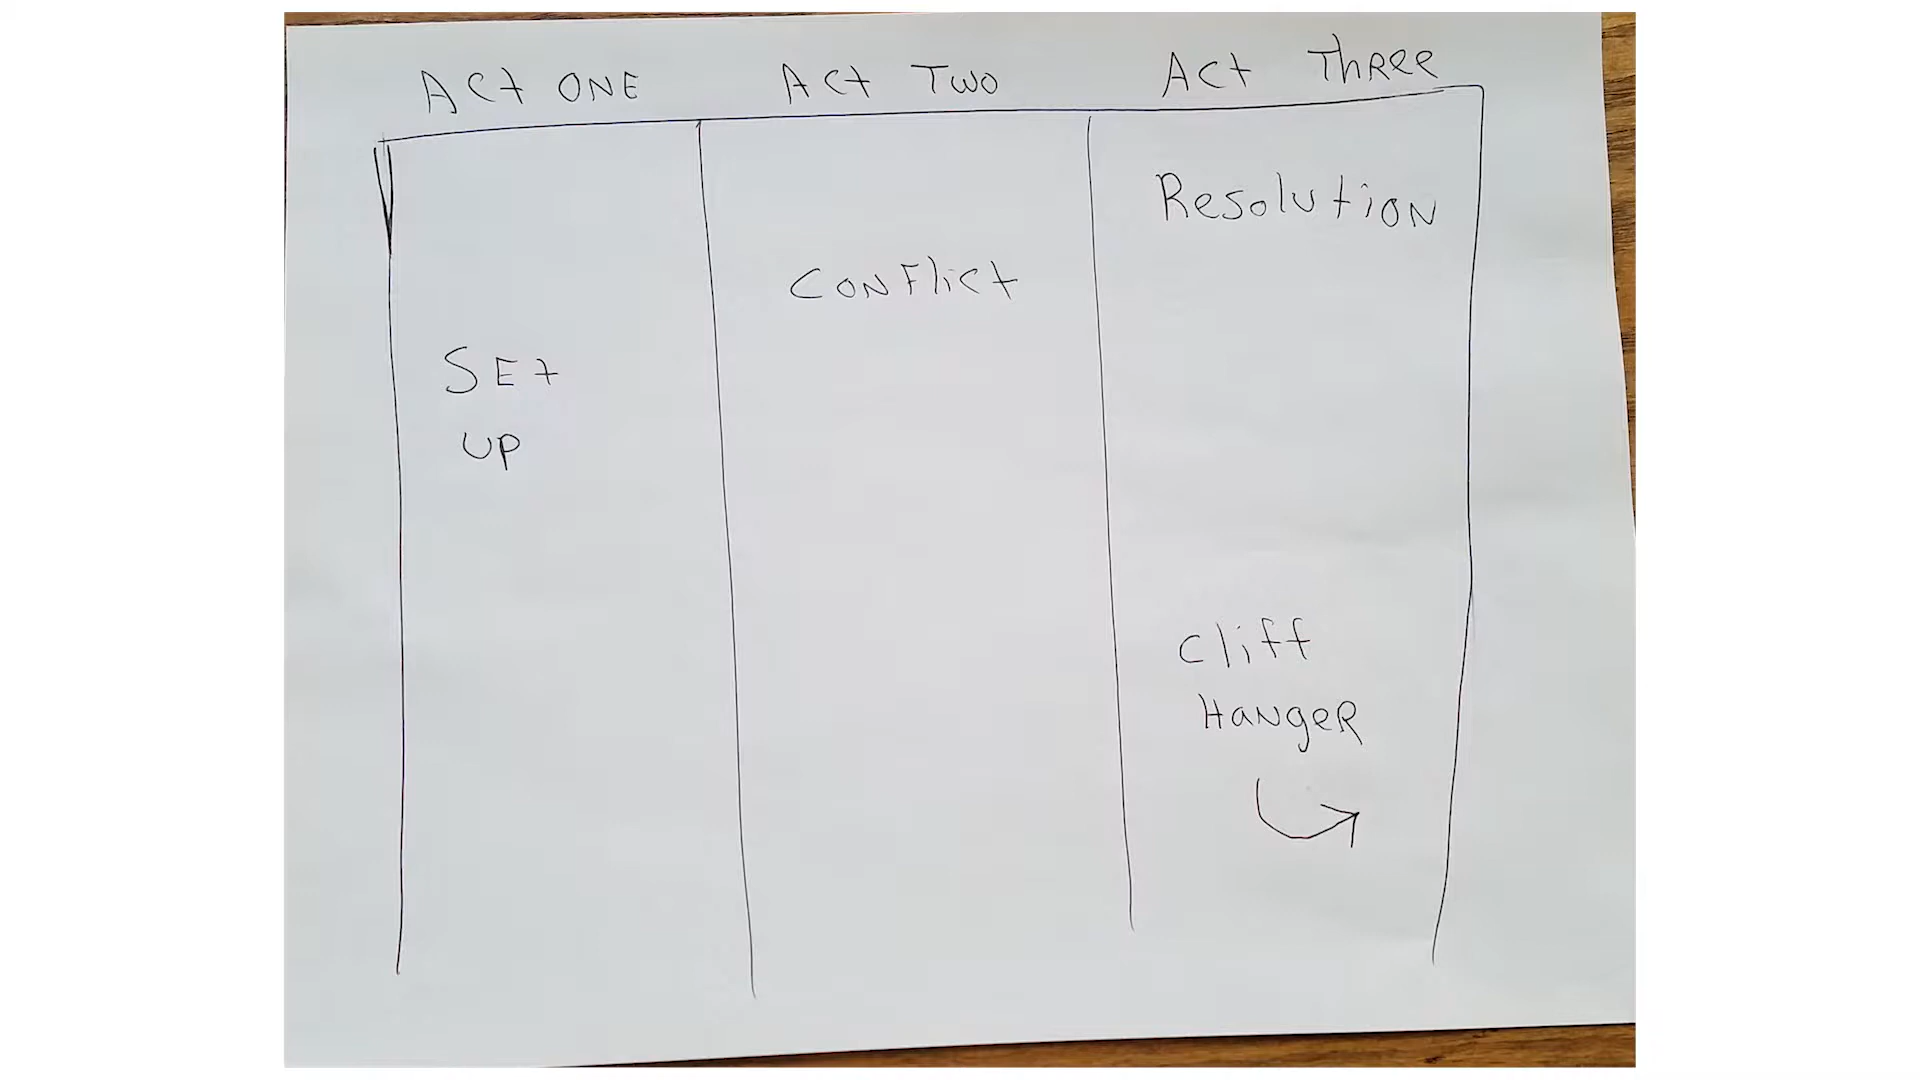 Act ONE
Act Two
Act Three
Set
up
Conflict
Resolution
Cliff
Hanger